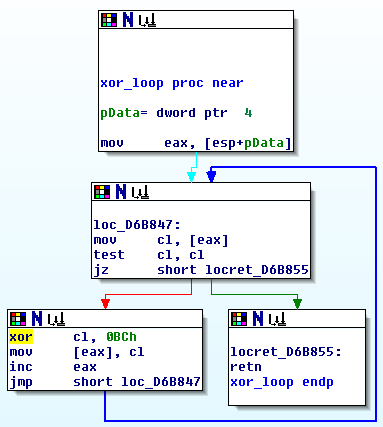 xor_loop proc near
pData= dword ptr  4
mov     eax, [esp+pData]
loc_D6B847:
mov     cl, [eax]
test    cl, cl
jz      short locret_D6B855
xor     cl, 0BCh
mov     [eax], cl
inc     eax
jmp     short loc_D6B847
locret_D6B855:
retn
xor_loop endp